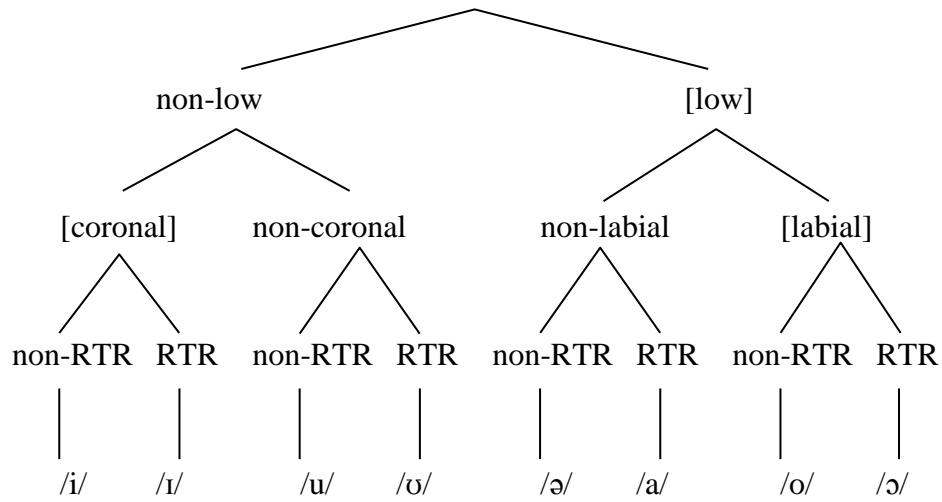 non-low [low]
[coronal] non-coronal non-labial [labial]
non-RTR RTR non-RTR RTR non-RTR RTR non-RTR RTR
/i/ /ɪ/ /u/ /ʊ/ /ə/ /a/ /o/ /ɔ/